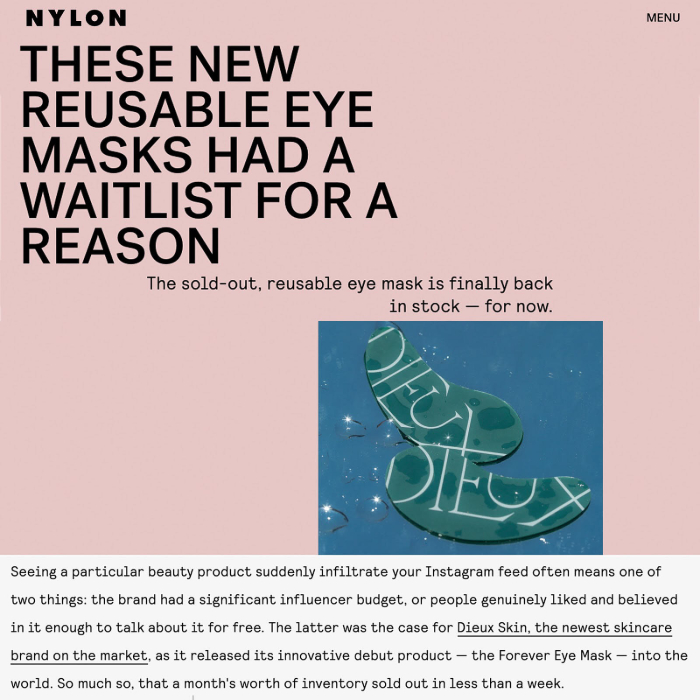 NYLON
MENU
THESE NEW
REUSABLE EYE
MASKS HAD A
WAITLIST FOR A
REASON
The sold-out, reusable eye mask is finally back
in stock — for now.
DIEUX
DIEUX
Seeing a particular beauty product suddenly infiltrate your Instagram feed often means one of
two things: the brand had a significant influencer budget, or people genuinely liked and believed
in it enough to talk about it for free. The latter was the case for Dieux Skin, the newest skincare
brand on the market, as it released its innovative debut product — the Forever Eye Mask — into the
world. So much so, that a month's worth of inventory sold out in less than a week.